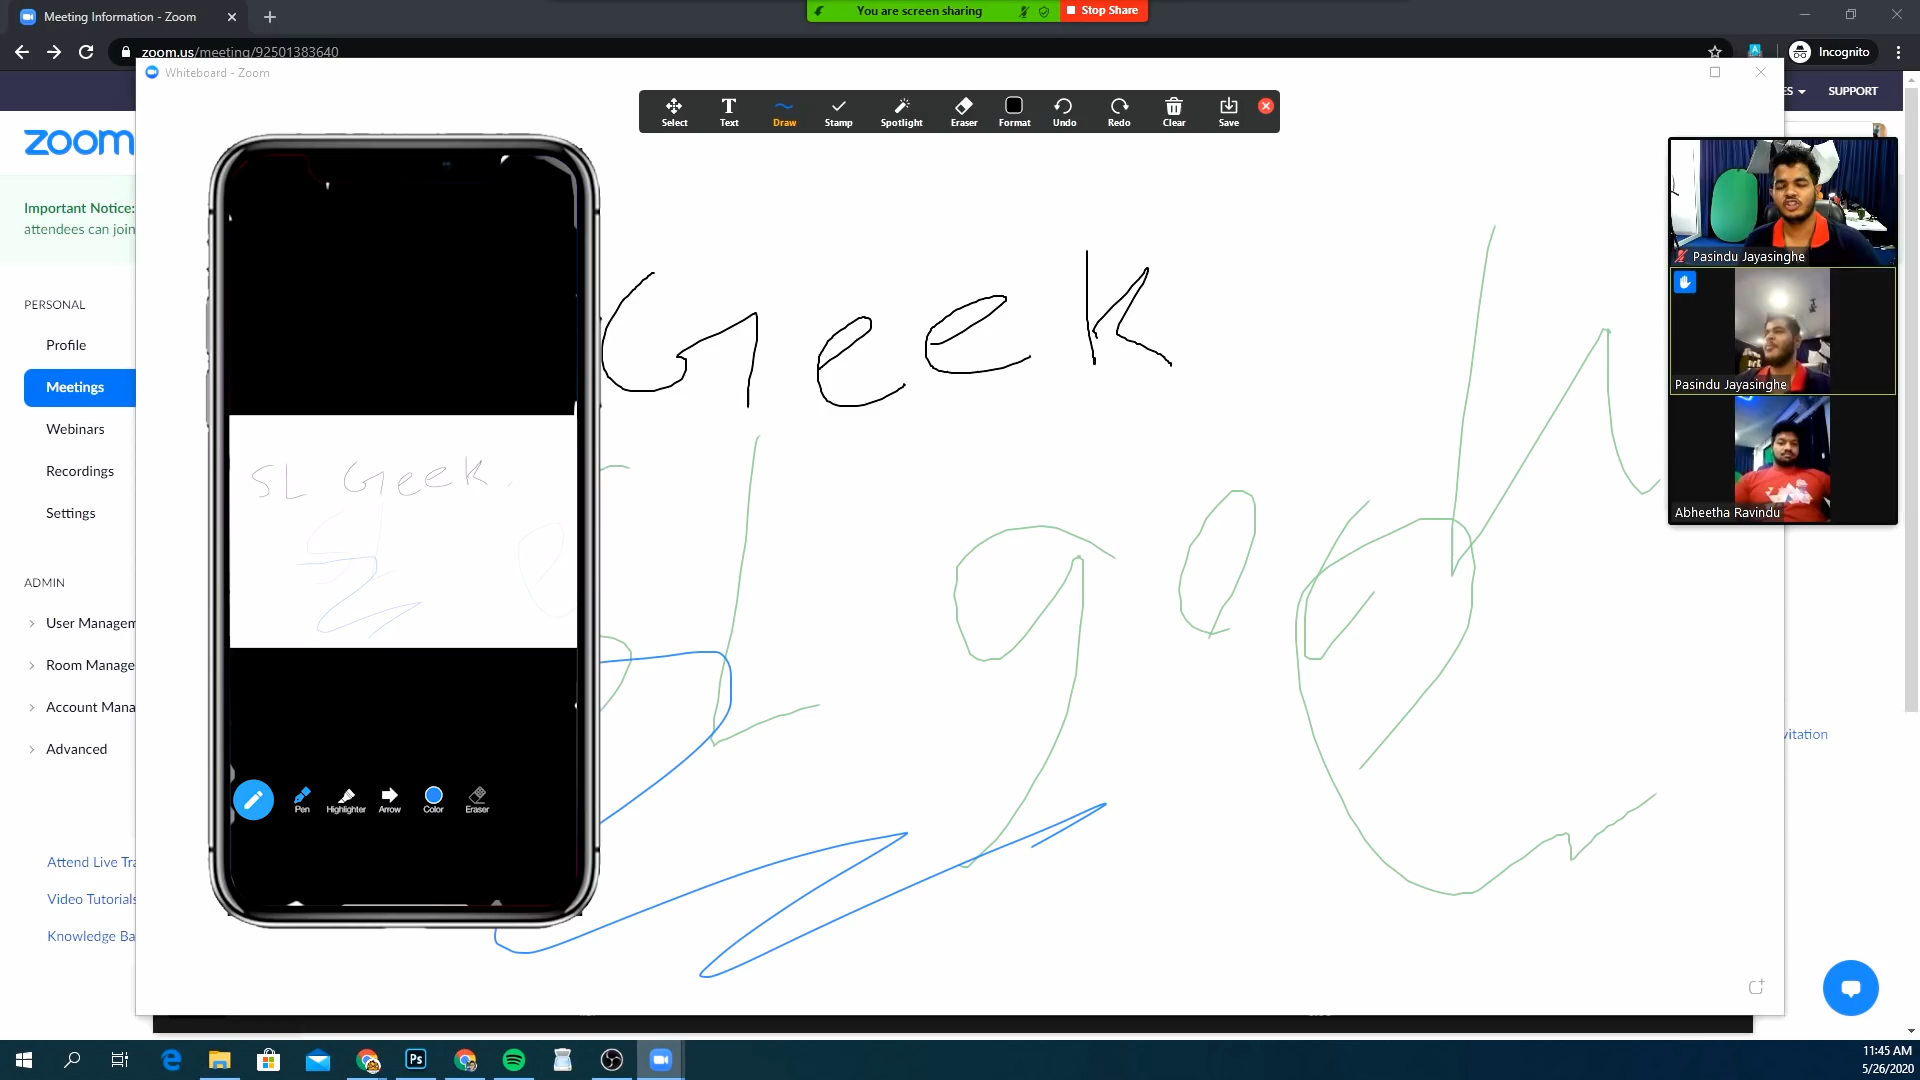 Meeting Information - Zoom
You are screen sharing
Stop Share
zoom.us/meeting/92501383640
Incognito
Whiteboard - Zoom
SUPPORT
Select
Text
Draw
Stamp
Spotlight
Eraser
Format
Undo
Redo
Clear
Save
zoom
Important Notice:
attendees can join
PERSONAL
Profile
Meetings
Webinars
Recordings
Settings
ADMIN
User Managem
Room Manage
Account Mana
Advanced
Attend Live Tra
Video Tutorials
Knowledge Ba
SL Geek.
Pen
Highlighter
Arrow
Color
Eraser
Geek
Pasindu Jayasinghe
Pasindu Jayasinghe
Abheetha Ravindu
vitation
Ps
11:45 AM
5/26/2020